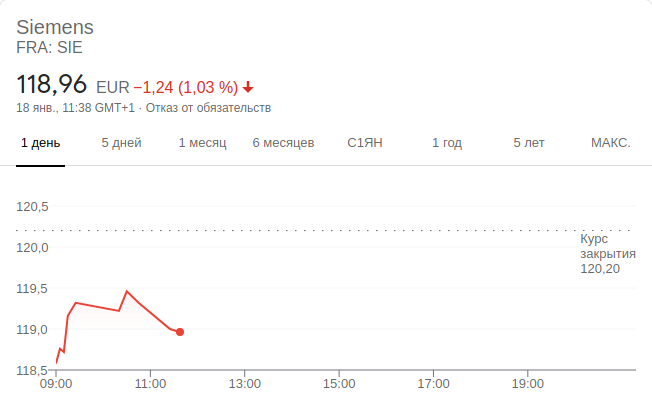 Siemens
FRA: SIE
118,96 EUR −1,24 (1,03 %)
18 янв., 11:38 GMT+1 · Отказ от обязательств
1 день 5 дней 1 месяц 6 месяцев С1ЯН 1 год 5 лет МАКС.
120,5
Курс
закрытия
120,20
120,0
119,5
119,0
118,5
09:00 11:00 13:00 15:00 17:00 19:00